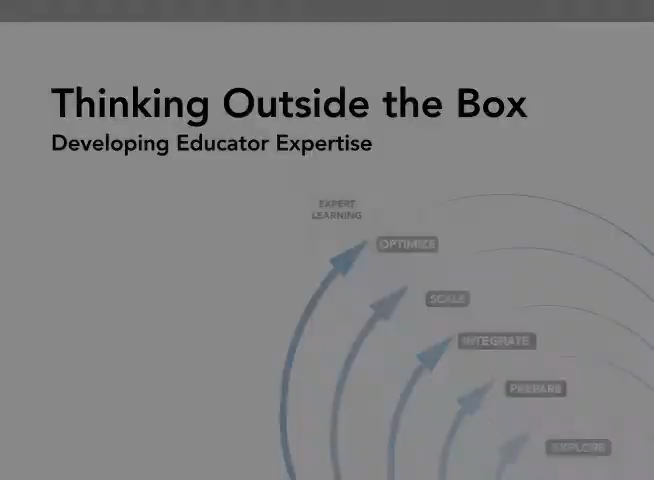 Thinking Outside the Box
Developing Educator Expertise
EXPERT
LEARNING
OPTIMIZE
SCALE
INTEGRATE
PREPARE
EXPLORE